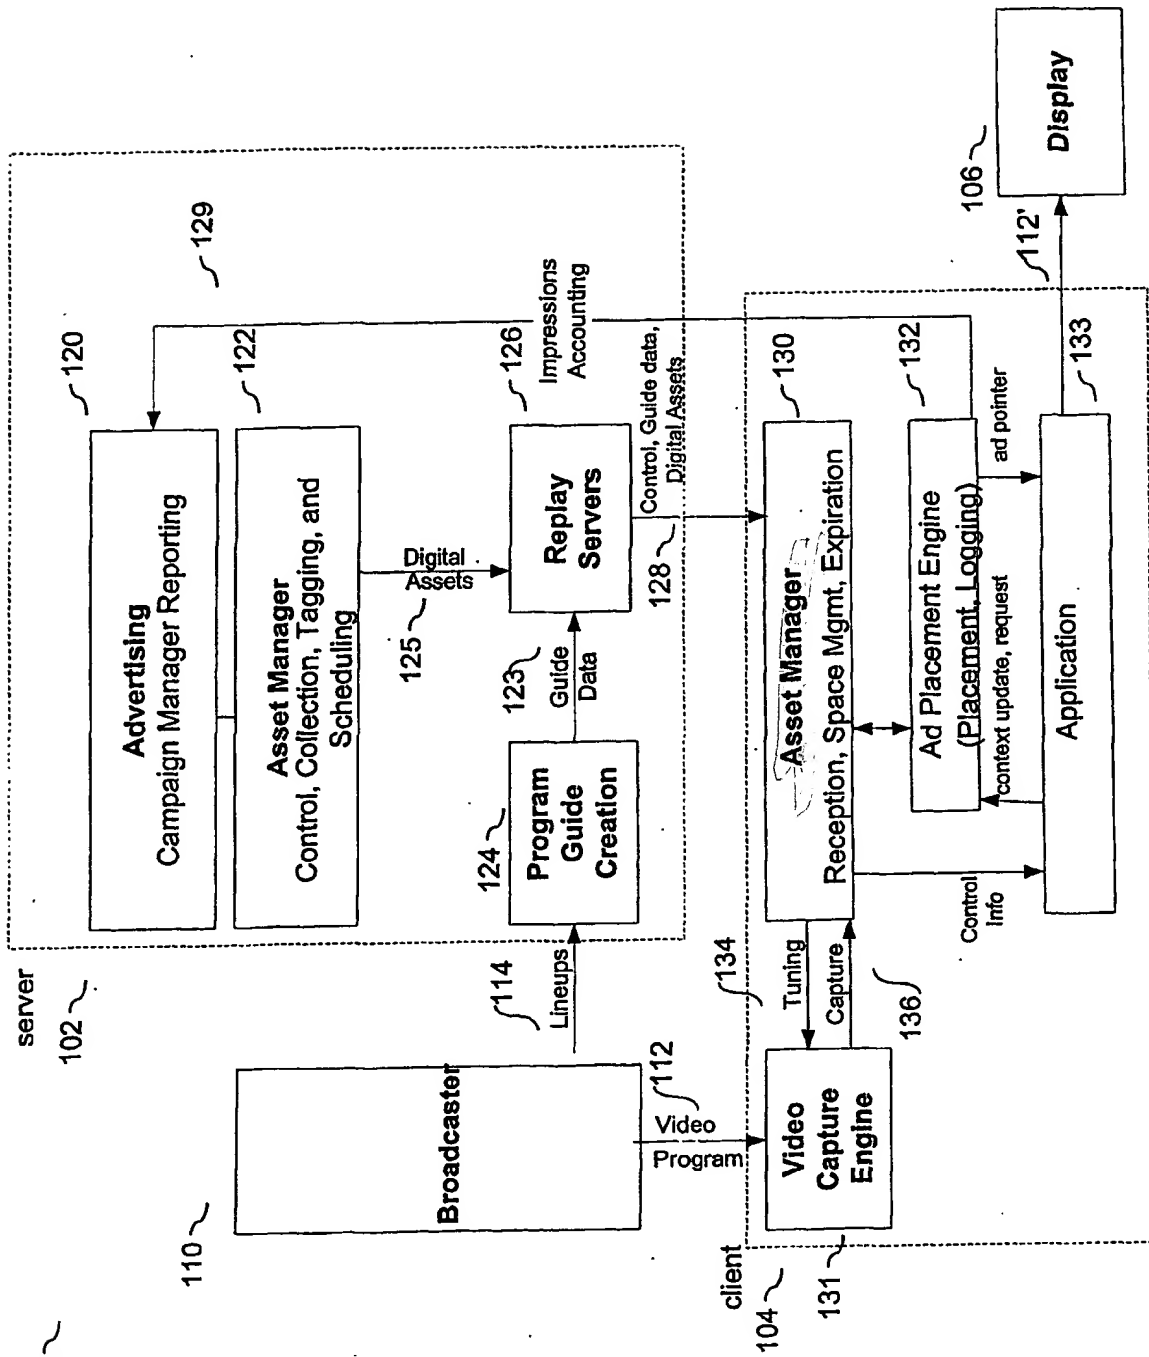 server
102
120
Advertising
Campaign Manager Reporting
129
122
Asset Manager
Control, Collection, Tagging, and
Scheduling
Digital
Assets
125
110
Broadcaster
114
Lineups
124
Program
Guide
Creation
123
Guide
Data
126
Replay
Servers
Impressions
Accounting
Control, Guide data,
Digital Assets
128
112
Video
Program
client
104
131
Video
Capture
Engine
134
Tuning
Capture
136
130
Asset Manager
Reception, Space Mgmt, Expiration
132
Ad Placement Engine
(Placement, Logging)
context update, request
ad pointer
Control
Info
Application
133
112'
106
Display